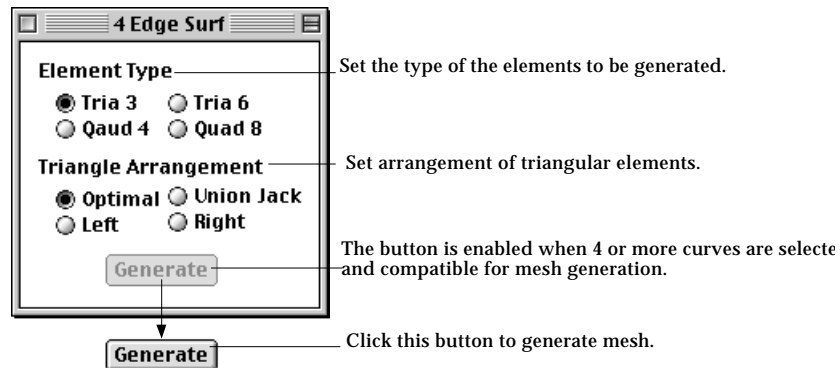 4 Edge Surf
Element Type
Set the type of the elements to be generated.
Tria 3 Tria 6
Qaud 4 Quad 8
Triangle Arrangement
Set arrangement of triangular elements.
Optimal Union Jack
Left Right
Generate
The button is enabled when 4 or more curves are selecte
and compatible for mesh generation.
Generate
Click this button to generate mesh.